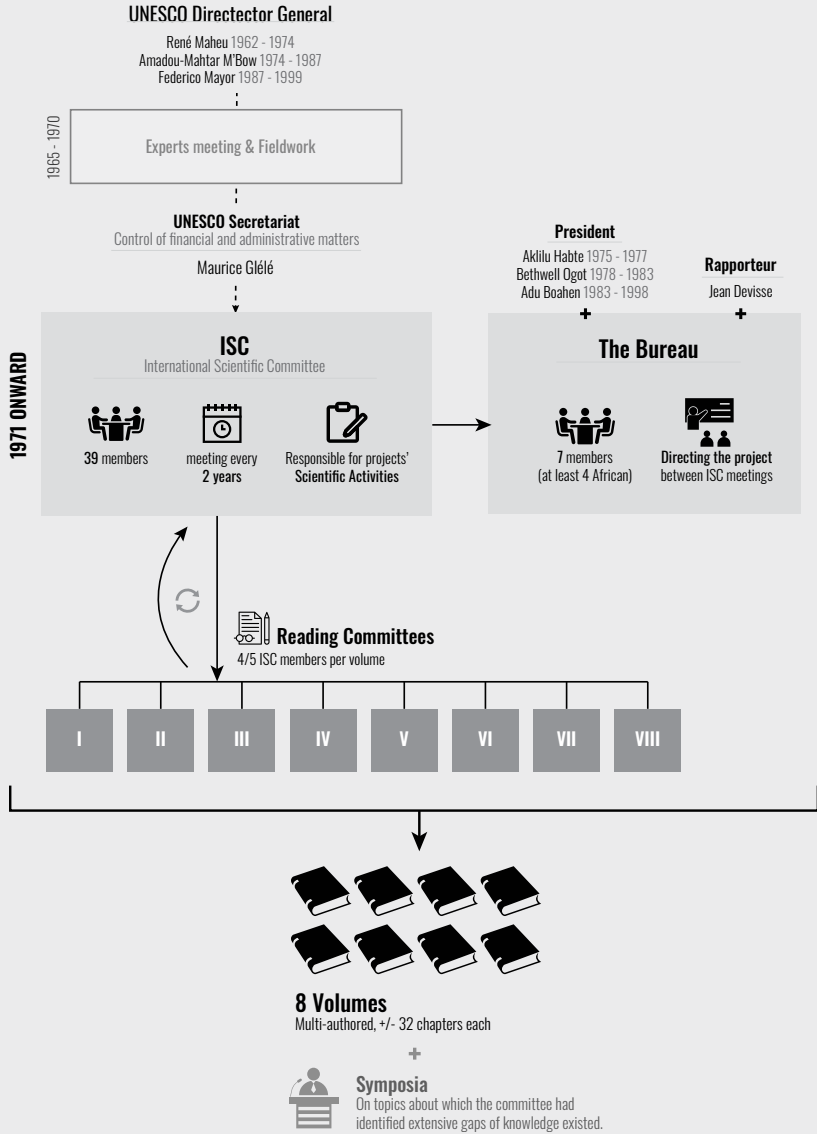 UNESCO Directector General
René Maheu 1962 - 1974
Amadou-Mahtar M'Bow 1974 - 1987
Federico Mayor 1987 - 1999
1965 - 1970
Experts meeting & Fieldwork
UNESCO Secretariat
Control of financial and administrative matters
Maurice Glélé
President
Aklilu Habte 1975 - 1977
Bethwell Ogot 1978 - 1983
Adu Boahen 1983 - 1998
Rapporteur
Jean Devisse
1971 ONWARD
ISC
International Scientific Committee
39 members
meeting every
2 years
Responsible for projects'
Scientific Activities
The Bureau
7 members
(at least 4 African)
Directing the project
between ISC meetings
Reading Committees
4/5 ISC members per volume
I
II
III
IV
V
VI
VII
VIII
8 Volumes
Multi-authored, +/- 32 chapters each
Symposia
On topics about which the committee had
identified extensive gaps of knowledge existed.